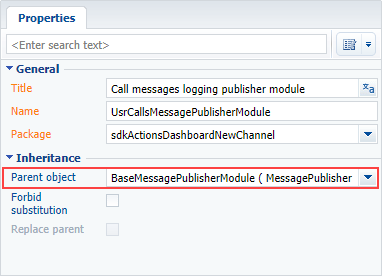 Properties
<Enter search text>
General
Title Call messages logging publisher module
Name UsrCallsMessagePublisherModule
Package sdkActionsDashboardNewChannel
Inheritance
Parent object BaseMessagePublisherModule ( MessagePublisher
Forbid
substitution
Replace parent